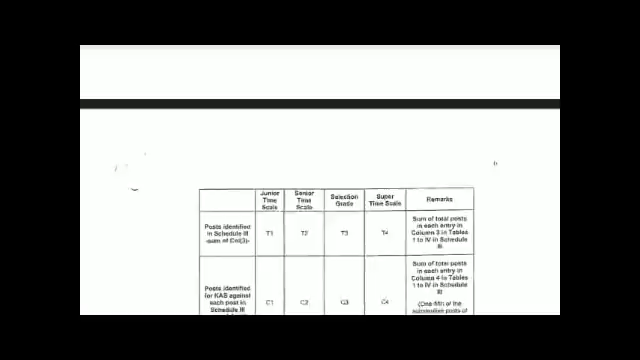 Junior Time Scale
Senior Time Scale
Selection Grade
Super Time Scale
Remarks
Posts identified
in Schedule III
-sum of Col(3)-
T1
T2
T3
T4
Sum of total posts
in each entry in
Column 3 in Tables
1 to IV in Schedule
III
Posts identified
for KAS against
each post in
Schedule III
C1
C2
C3
C4
Sum of total posts
in each entry in
Column 4 in Tables
1 to IV in Schedule
III
(One-
substantive posts of